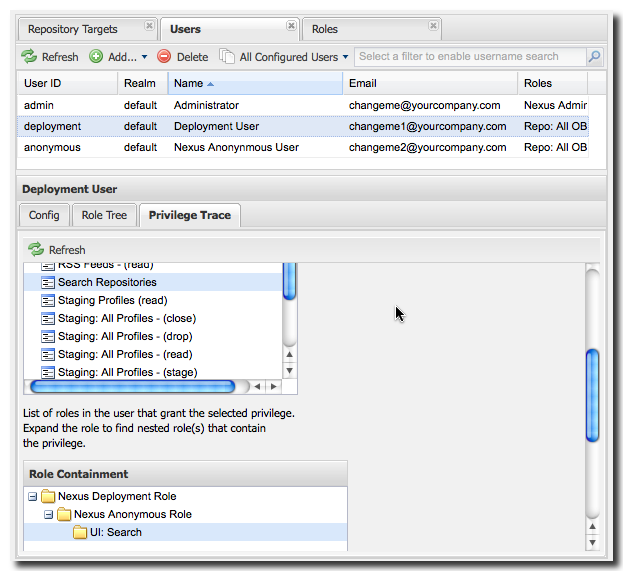 Repository Targets
Users
Roles
Refresh
Add...
Delete
All Configured Users
Select a filter to enable username search
User ID
Realm
Name
Email
Roles
admin
default
Administrator
changeme@yourcompany.com
Nexus Admir
deployment
default
Deployment User
changeme1@yourcompany.com
Repo: All OB
anonymous
default
Nexus Anonynmous User
changeme2@yourcompany.com
Repo: All OB
Deployment User
Config
Role Tree
Privilege Trace
Refresh
RSS Feeds - (read)
Search Repositories
Staging Profiles (read)
Staging: All Profiles - (close)
Staging: All Profiles - (drop)
Staging: All Profiles - (read)
Staging: All Profiles - (stage)
List of roles in the user that grant the selected privilege.
Expand the role to find nested role(s) that contain
the privilege.
Role Containment
Nexus Deployment Role
Nexus Anonymous Role
UI: Search